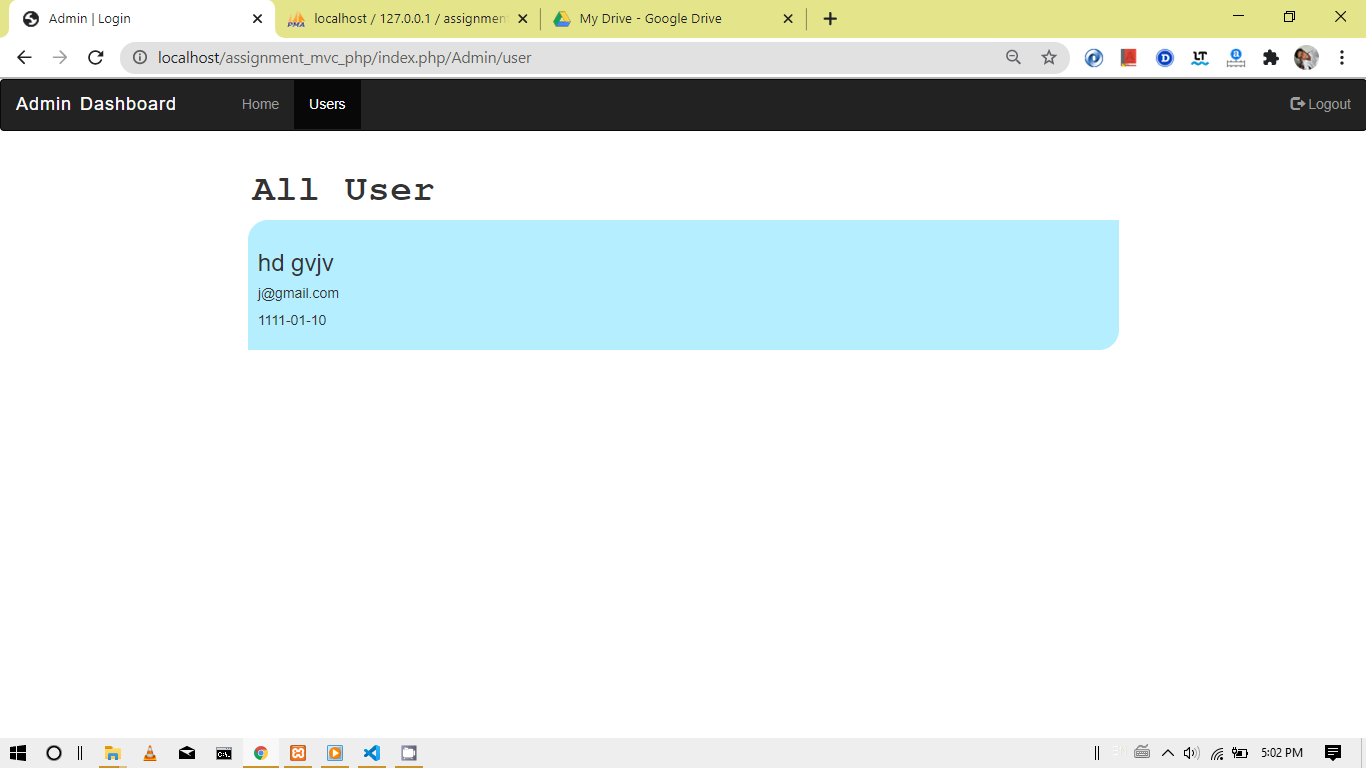 Admin | Login
localhost / 127.0.0.1 / assignment
My Drive - Google Drive
localhost/assignment_mvc_php/index.php/Admin/user
Admin Dashboard
Home
Users
Logout
All User
hd gvjv
j@gmail.com
1111-01-10
5:02 PM